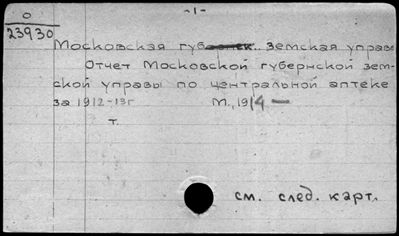 -1-
О
23930
Московская губ. земская управа
Отчет Московской губернской зем-
ской управы по центральной аптеке
за 1912-13г М., 1914 —
т.
см. след. карт.